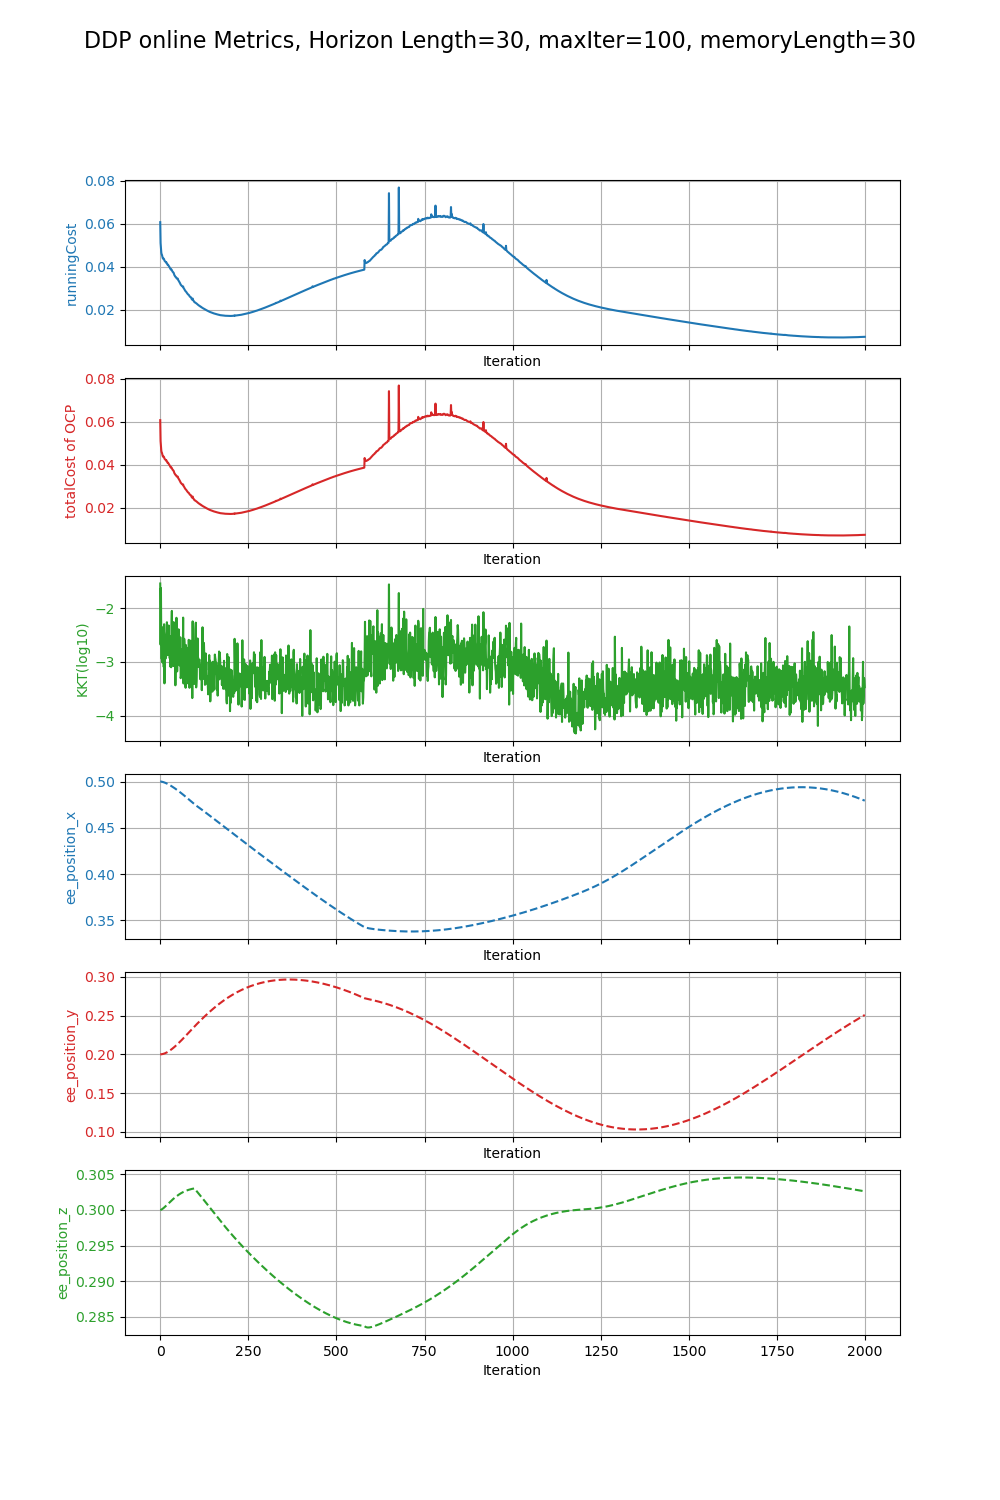 DDP online Metrics, Horizon Length=30, maxIter=100, memoryLength=30
runningCost
0.08
0.06
0.04
0.02
Iteration
totalCost of OCP
0.08
0.06
0.04
0.02
Iteration
KKT(log10)
−2
−3
−4
Iteration
ee_position_x
0.50
0.45
0.40
0.35
Iteration
ee_position_y
0.30
0.25
0.20
0.15
0.10
Iteration
ee_position_z
0.305
0.300
0.295
0.290
0.285
0 250 500 750 1000 1250 1500 1750 2000
Iteration